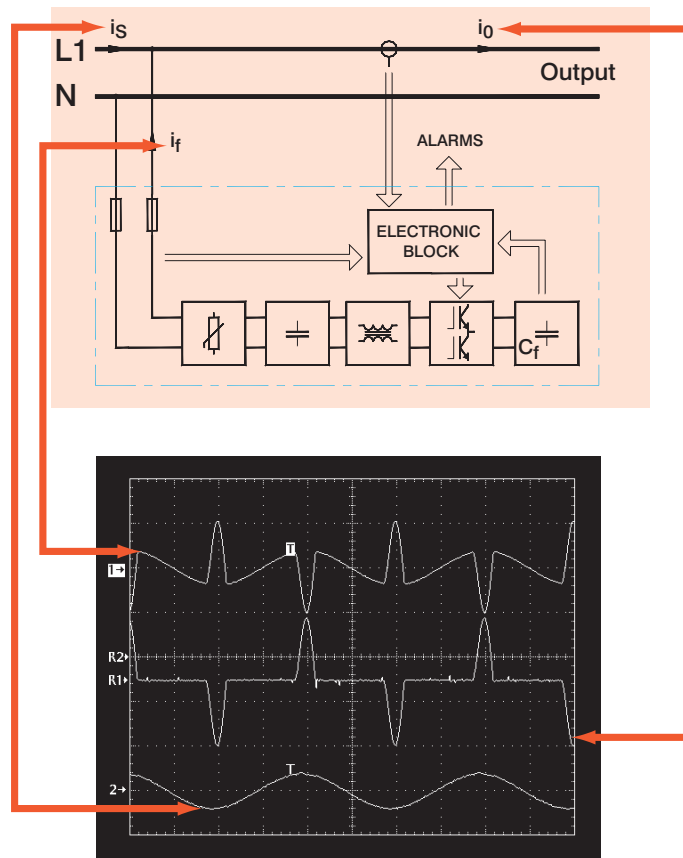 iS
i0
L1
Output
N
if
ALARMS
ELECTRONIC
BLOCK
Cf
T
1→
R2
R1
T
2→